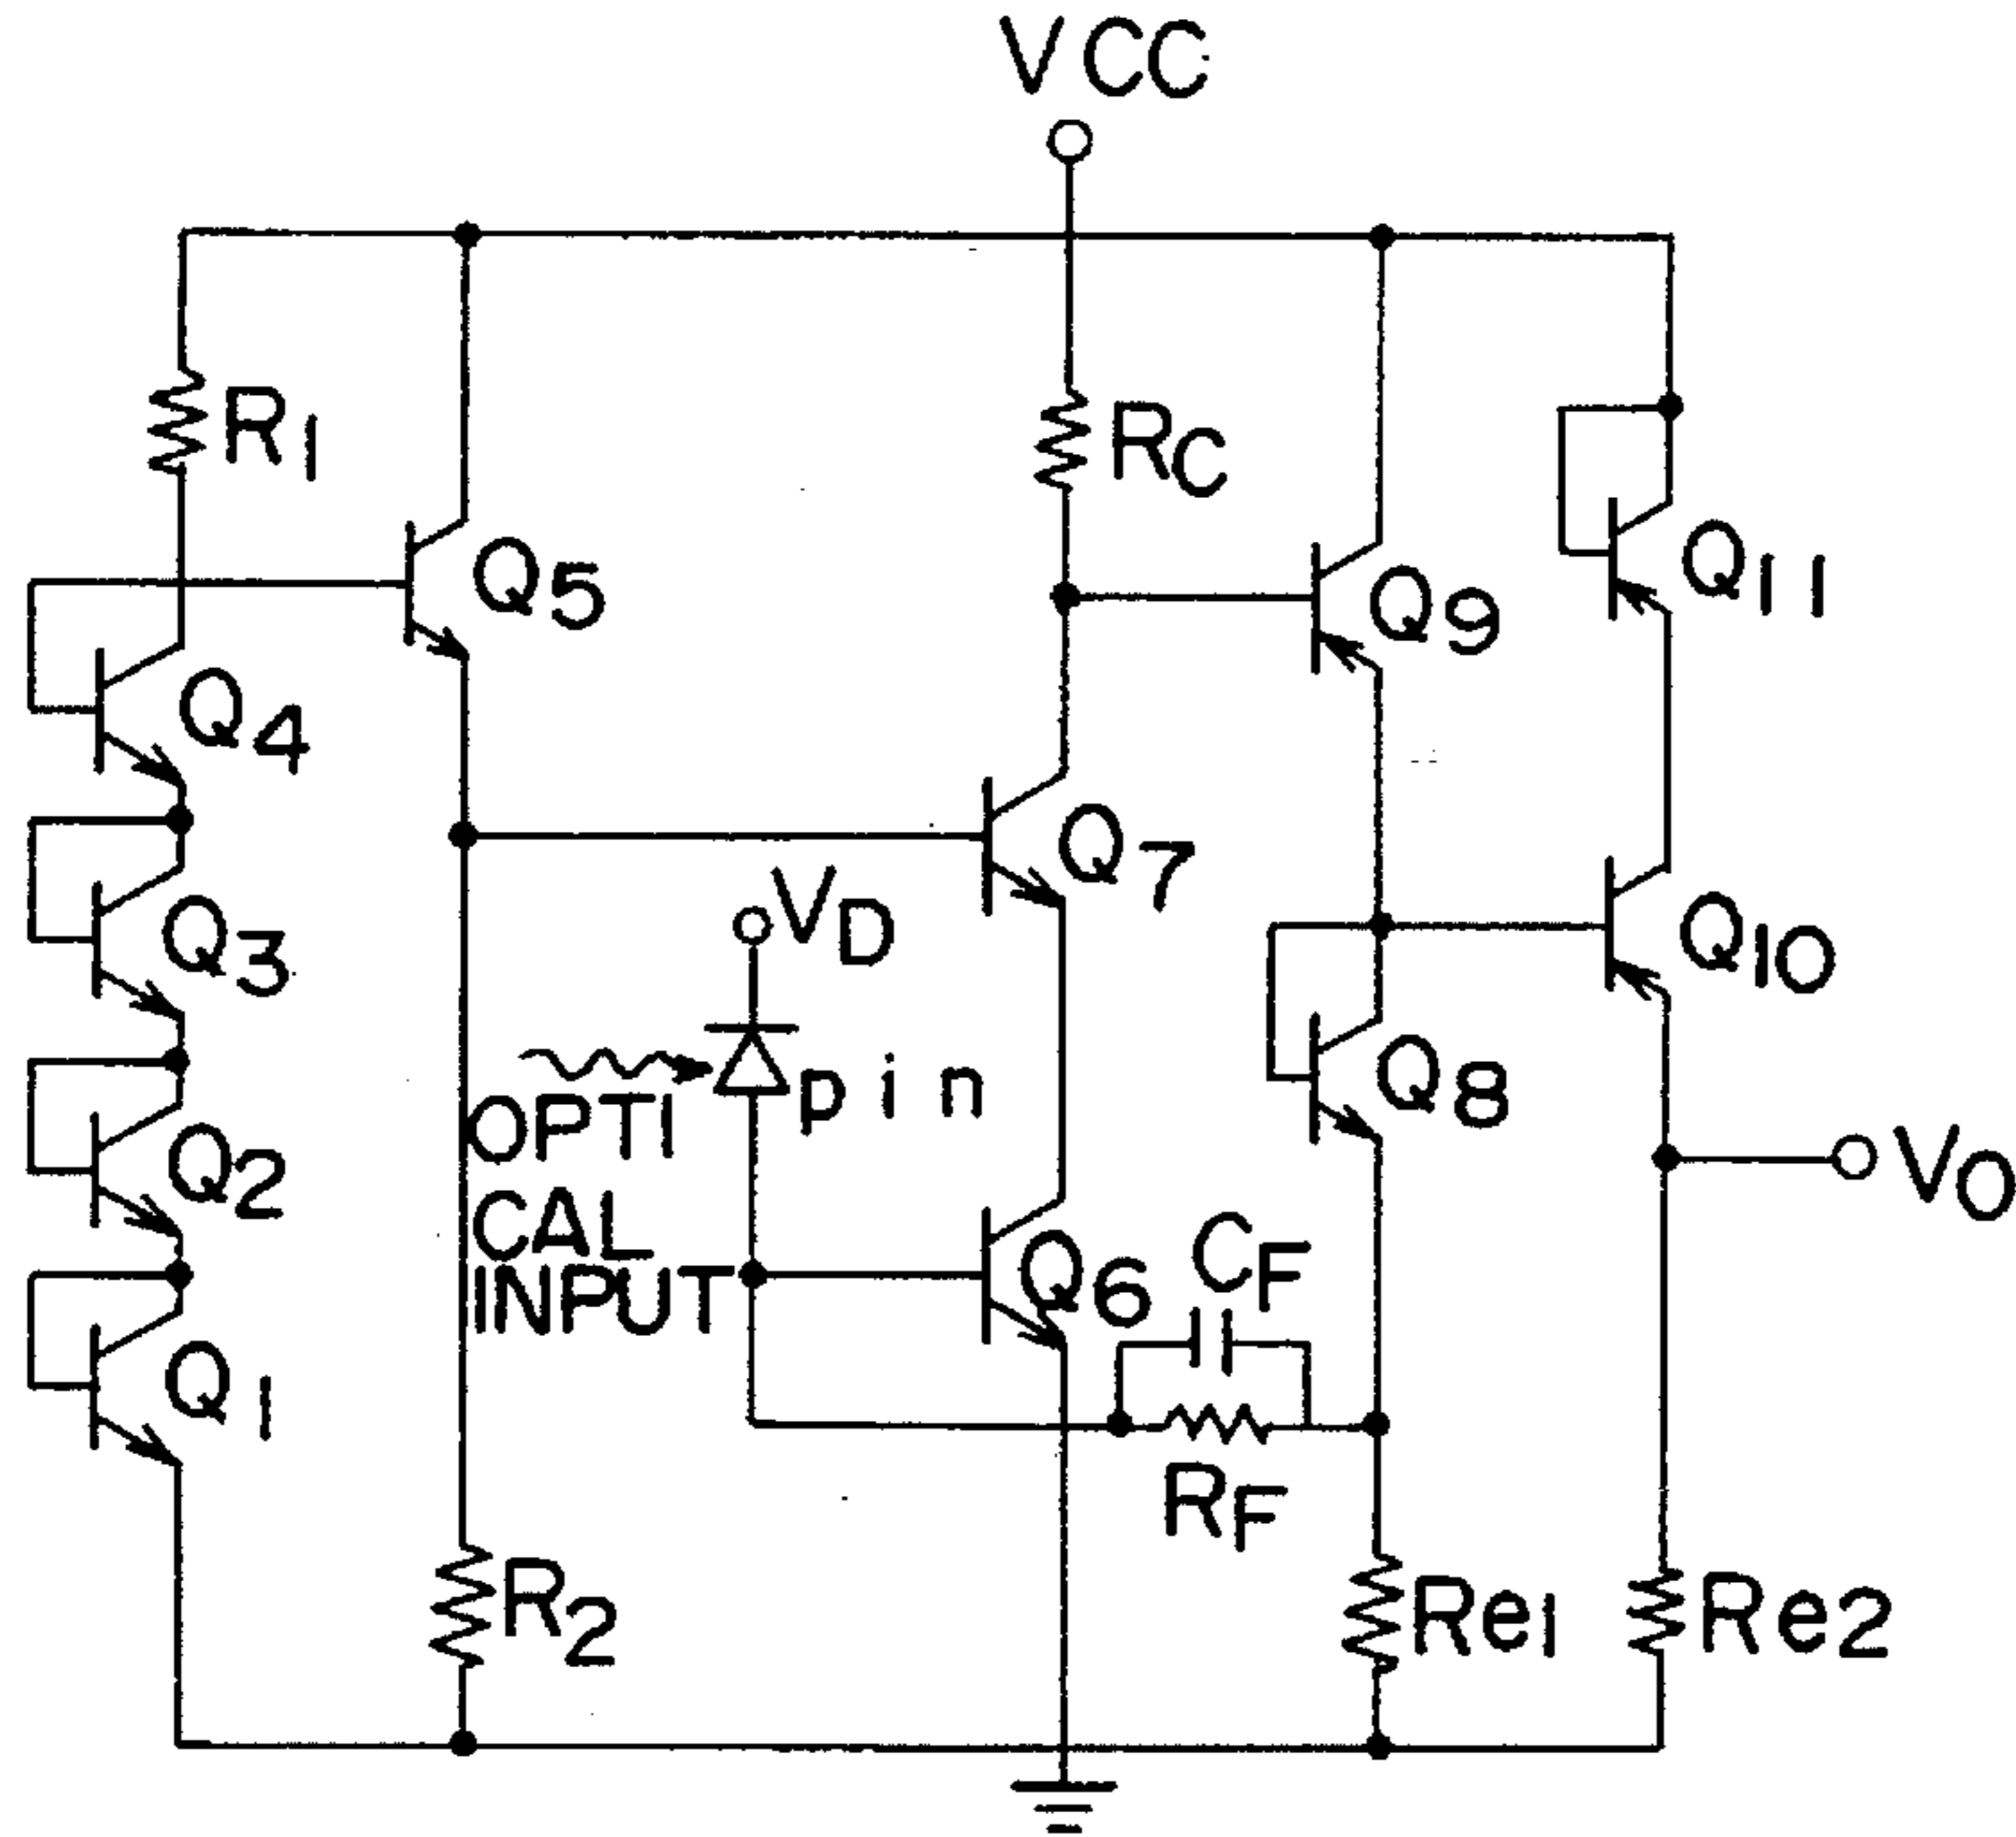 VCC
R1
RC
Q5
Q9
Q11
Q4
Q7
VD
Q3
Q10
pin
Q8
OPTI
CAL
INPUT
Q2
VO
Q6
CF
Q1
RF
R2
Re1
Re2